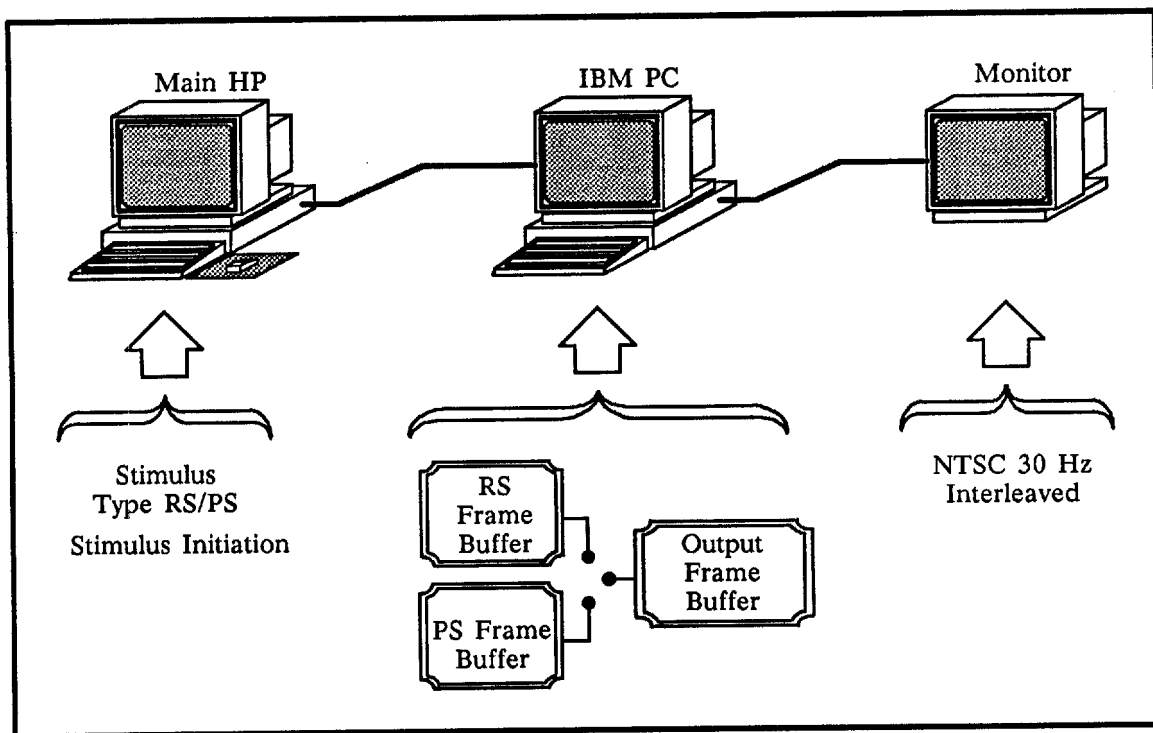 Main HP
IBM PC
Monitor
Stimulus
Type RS/PS
Stimulus Initiation
RS
Frame
Buffer
PS Frame
Buffer
Output
Frame
Buffer
NTSC 30 Hz
Interleaved